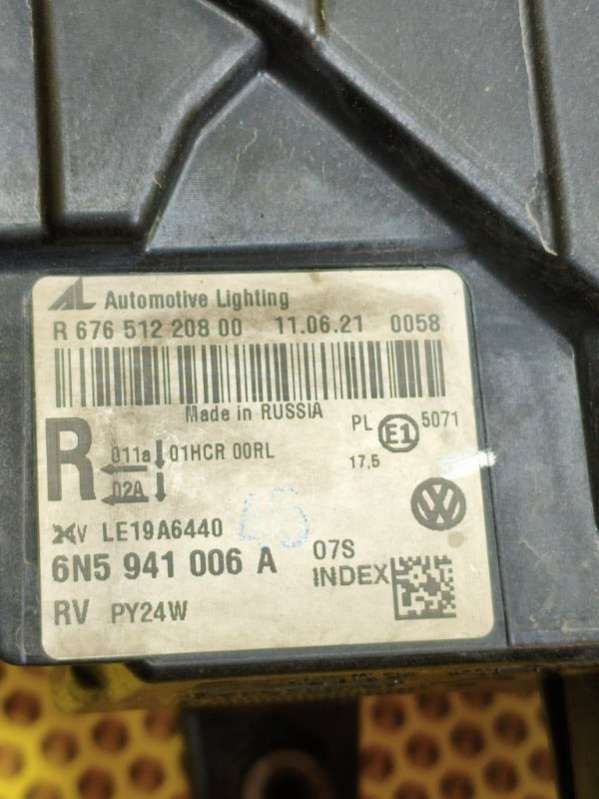 AL Automotive Lighting
R 676 512 208 00 11.06.21 0058
Made in RUSSIA
R 011a 01HCR 00RL PL E1 5071
02A 17,5
LE19A6440
6N5 941 006 A 07S
INDEX
RV PY24W